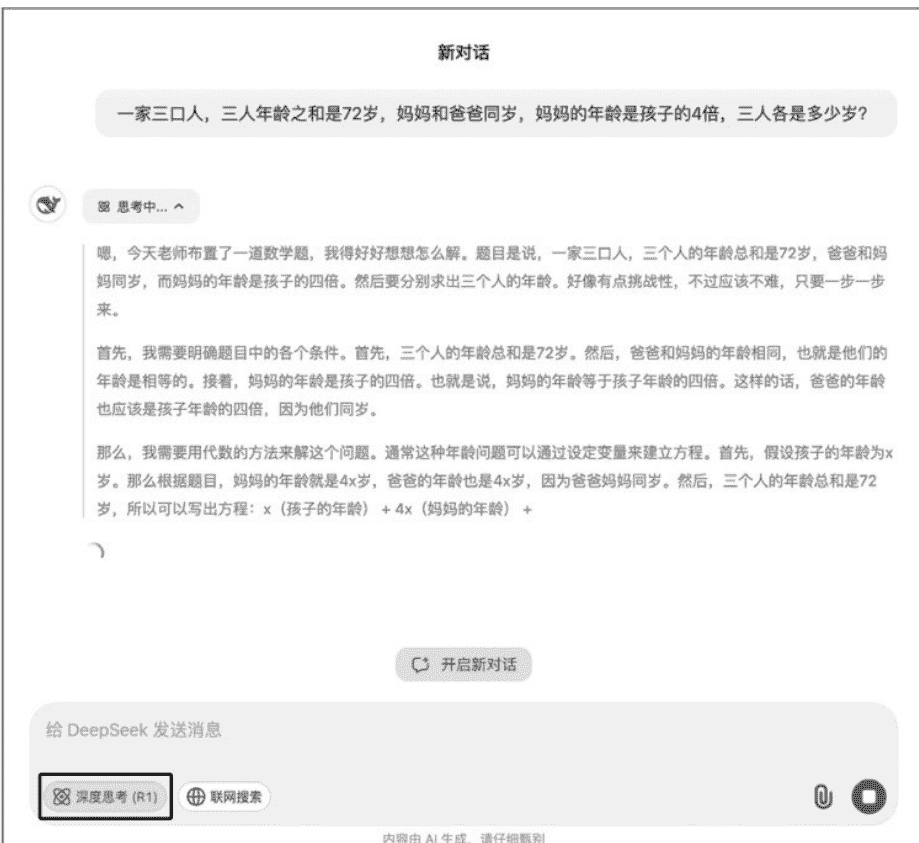 新对话
一家三口人，三人年龄之和是72岁，妈妈和爸爸同岁，妈妈的年龄是孩子的4倍，三人各是多少岁？
思考中...
嗯，今天老师布置了一道数学题，我得好好想想怎么解。题目是说，一家三口人，三个人的年龄总和是72岁，爸爸和妈
妈同岁，而妈妈的年龄是孩子的四倍。然后要分别求出三个人的年龄。好像有点挑战性，不过应该不难，只要一步一步
来。
首先，我需要明确题目中的各个条件。首先，三个人的年龄总和是72岁。然后，爸爸和妈妈的年龄相同，也就是他们的
年龄是相等的。接着，妈妈的年龄是孩子的四倍。也就是说，妈妈的年龄等于孩子年龄的四倍。这样的话，爸爸的年龄
也应该是孩子年龄的四倍，因为他们同岁。
那么，我需要用代数的方法来解这个问题。通常这种年龄问题可以通过设定变量来建立方程。首先，假设孩子的年龄为x
岁。那么根据题目，妈妈的年龄就是4x岁，爸爸的年龄也是4x岁，因为爸爸妈妈同岁。然后，三个人的年龄总和是72
岁，所以可以写出方程：x（孩子的年龄） + 4x（妈妈的年龄） +
开启新对话
给 DeepSeek 发送消息
深度思考 (R1)
联网搜索
内容由 AI 生成，请仔细甄别